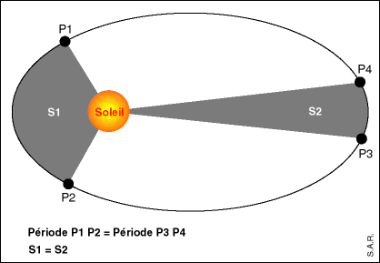 P1
P4
S1
Soleil
S2
P3
P2
Période P1 P2 = Période P3 P4
S1 = S2
S.A.R.